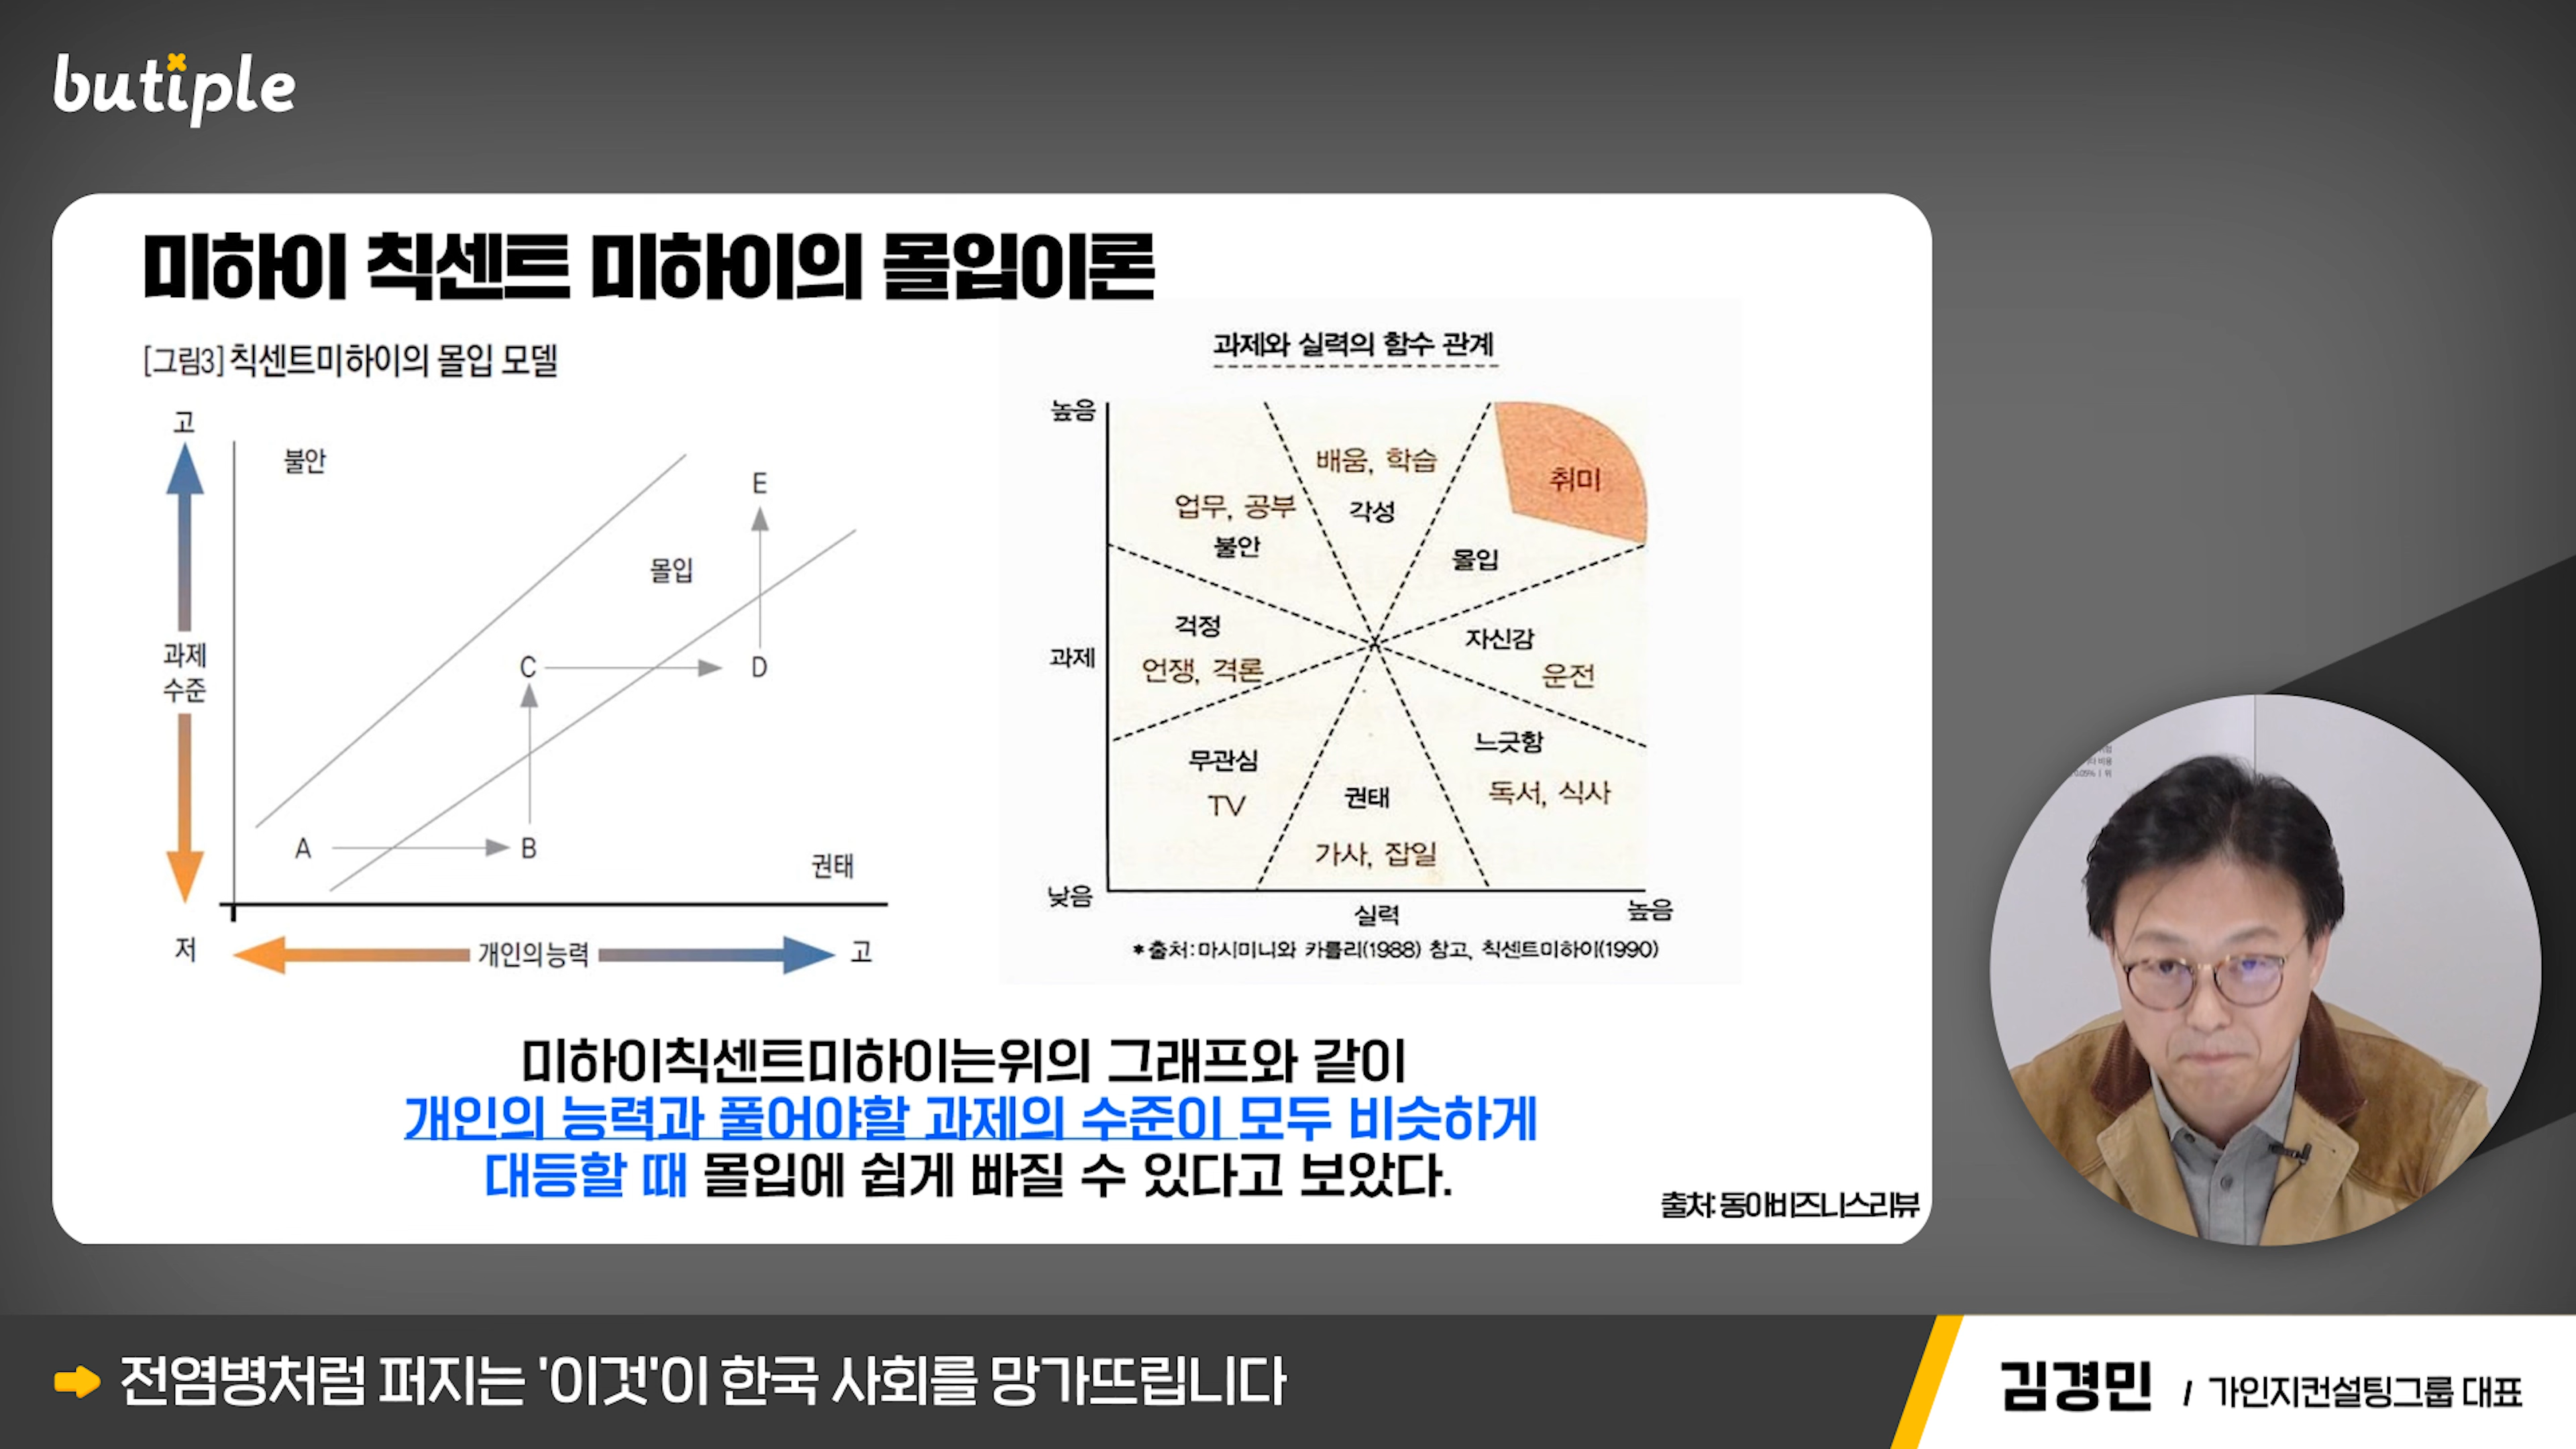 butiple
미하이 칙센트 미하이의 몰입이론
[그림3] 칙센트미하이의 몰입 모델
고
불안
E
몰입
과제
수준
C
D
A
B
권태
저
개인의 능력
고
과제와 실력의 함수 관계
높음
배움, 학습
취미
업무, 공부
각성
불안
몰입
걱정
자신감
과제
언쟁, 격론
운전
느긋함
무관심
TV
권태
독서, 식사
가사, 잡일
낮음
실력
높음
*출처:마시미니와 카를리(1988) 참고, 칙센트미하이(1990)
미하이칙센트미하이는위의 그래프와 같이
개인의 능력과 풀어야할 과제의 수준이 모두 비슷하게
대등할 때 몰입에 쉽게 빠질 수 있다고 보았다.
출처: 동아비즈니스리뷰
전염병처럼 퍼지는 '이것'이 한국 사회를 망가뜨립니다
김경민 / 가인지컨설팅그룹 대표